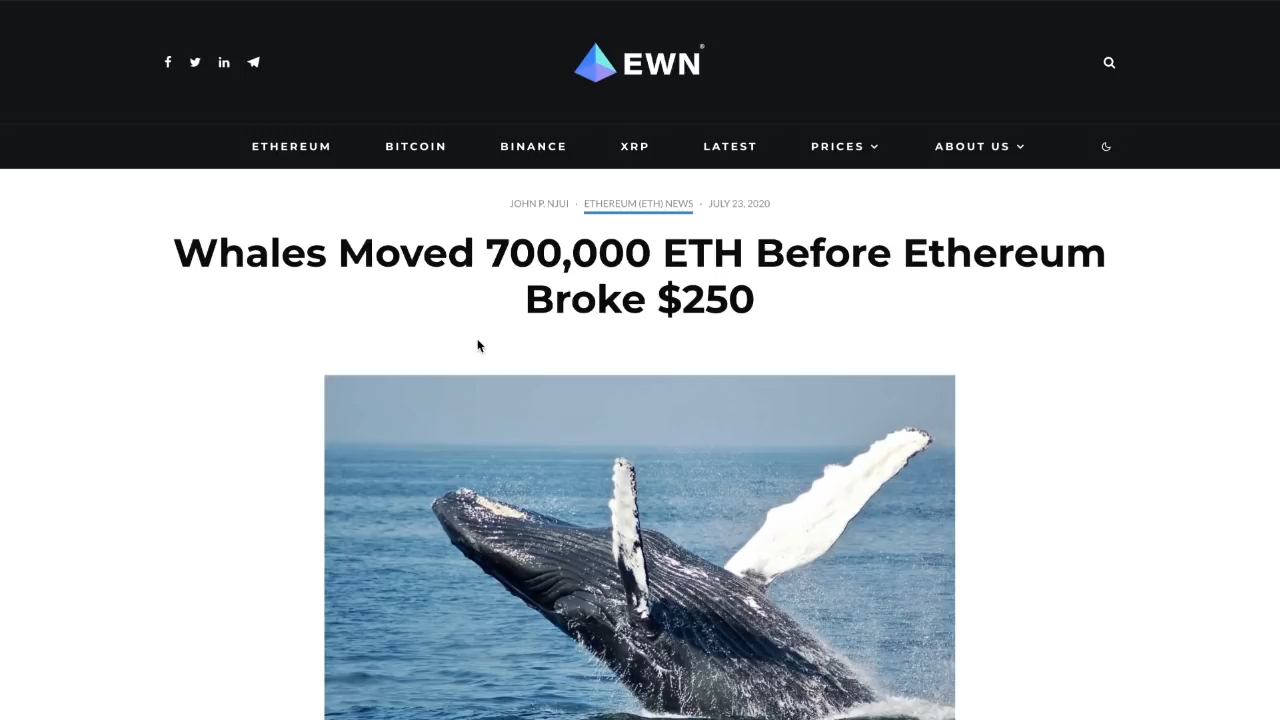 EWN®
ETHEREUM BITCOIN BINANCE XRP LATEST PRICES ABOUT US
JOHN P. NJUI · ETHEREUM (ETH) NEWS · JULY 23, 2020
Whales Moved 700,000 ETH Before Ethereum
Broke $250